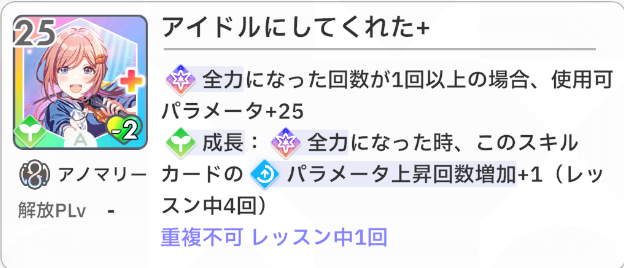 25
アイドルにしてくれた+
全力になった回数が1回以上の場合、使用可
パラメータ+25
成長：全力になった時、このスキル
カードのパラメータ上昇回数増加+1（レッ
スン中4回）
重複不可 レッスン中1回
A
-2
アノマリー
解放PLv -